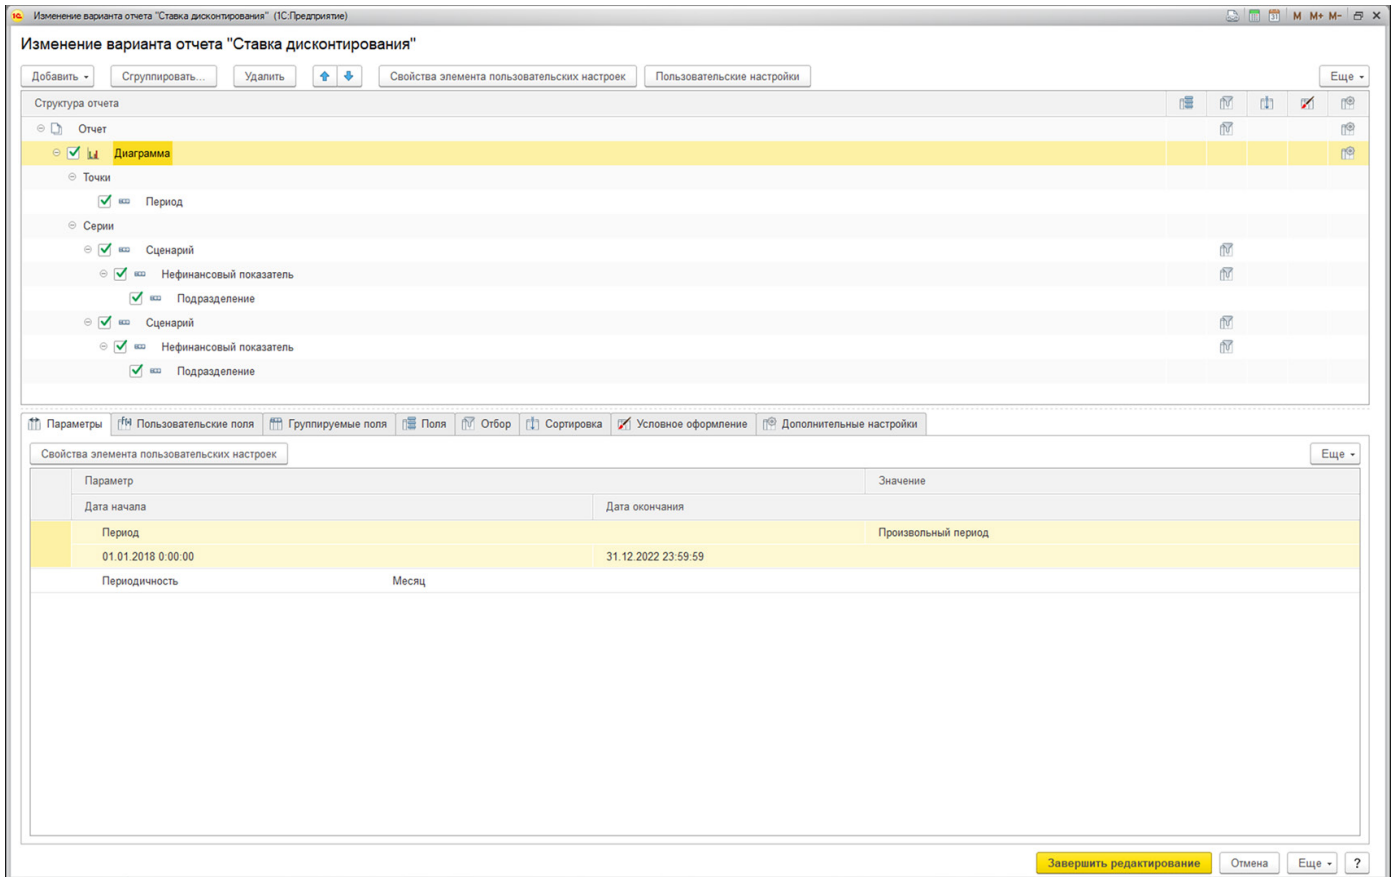 Изменение варианта отчета "Ставка дисконтирования" (1С:Предприятие) M M+ M-
Изменение варианта отчета "Ставка дисконтирования"
Добавить Сгруппировать... Удалить Свойства элемента пользовательских настроек Пользовательские настройки Еще
Структура отчета
Отчет
Диаграмма
Точки
Период
Серии
Сценарий
Нефинансовый показатель
Подразделение
Сценарий
Нефинансовый показатель
Подразделение
Параметры Пользовательские поля Группируемые поля Поля Отбор Сортировка Условное оформление Дополнительные настройки
Свойства элемента пользовательских настроек Еще
Параметр Значение
Дата начала Дата окончания
Период Произвольный период
01.01.2018 0:00:00 31.12.2022 23:59:59
Периодичность Месяц
Завершить редактирование Отмена Еще ?